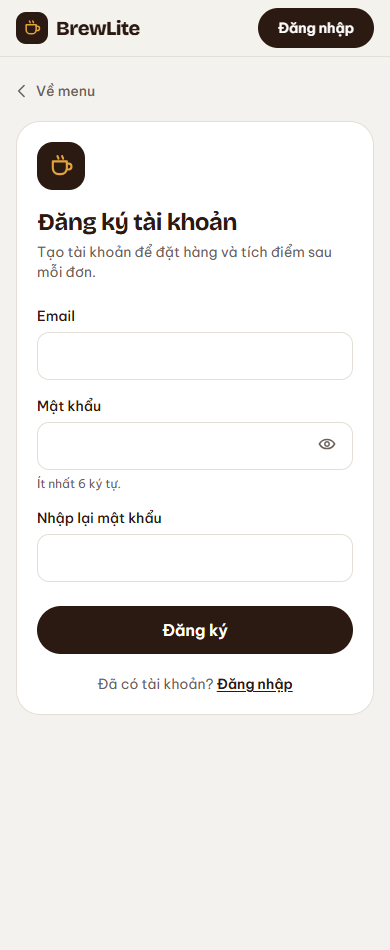 BrewLite
Đăng nhập
Về menu
Đăng ký tài khoản
Tạo tài khoản để đặt hàng và tích điểm sau
mỗi đơn.
Email
Mật khẩu
Ít nhất 6 ký tự.
Nhập lại mật khẩu
Đăng ký
Đã có tài khoản? Đăng nhập